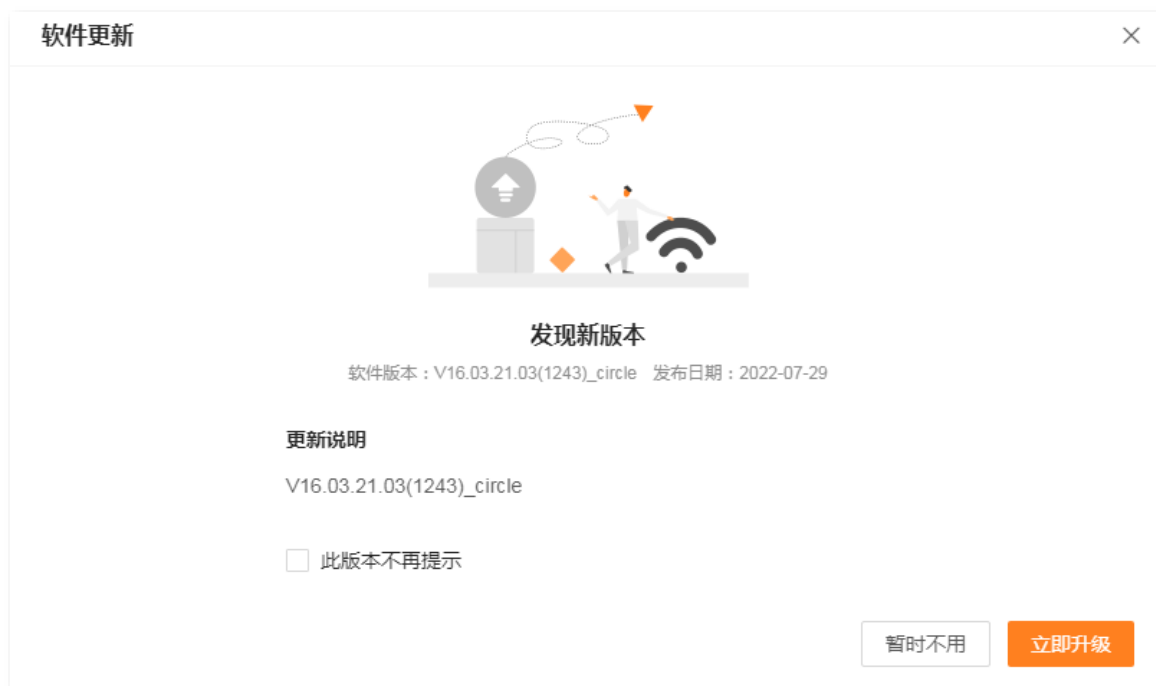 软件更新
发现新版本
软件版本：V16.03.21.03(1243)_circle 发布日期：2022-07-29
更新说明
V16.03.21.03(1243)_circle
此版本不再提示
暂时不用 立即升级